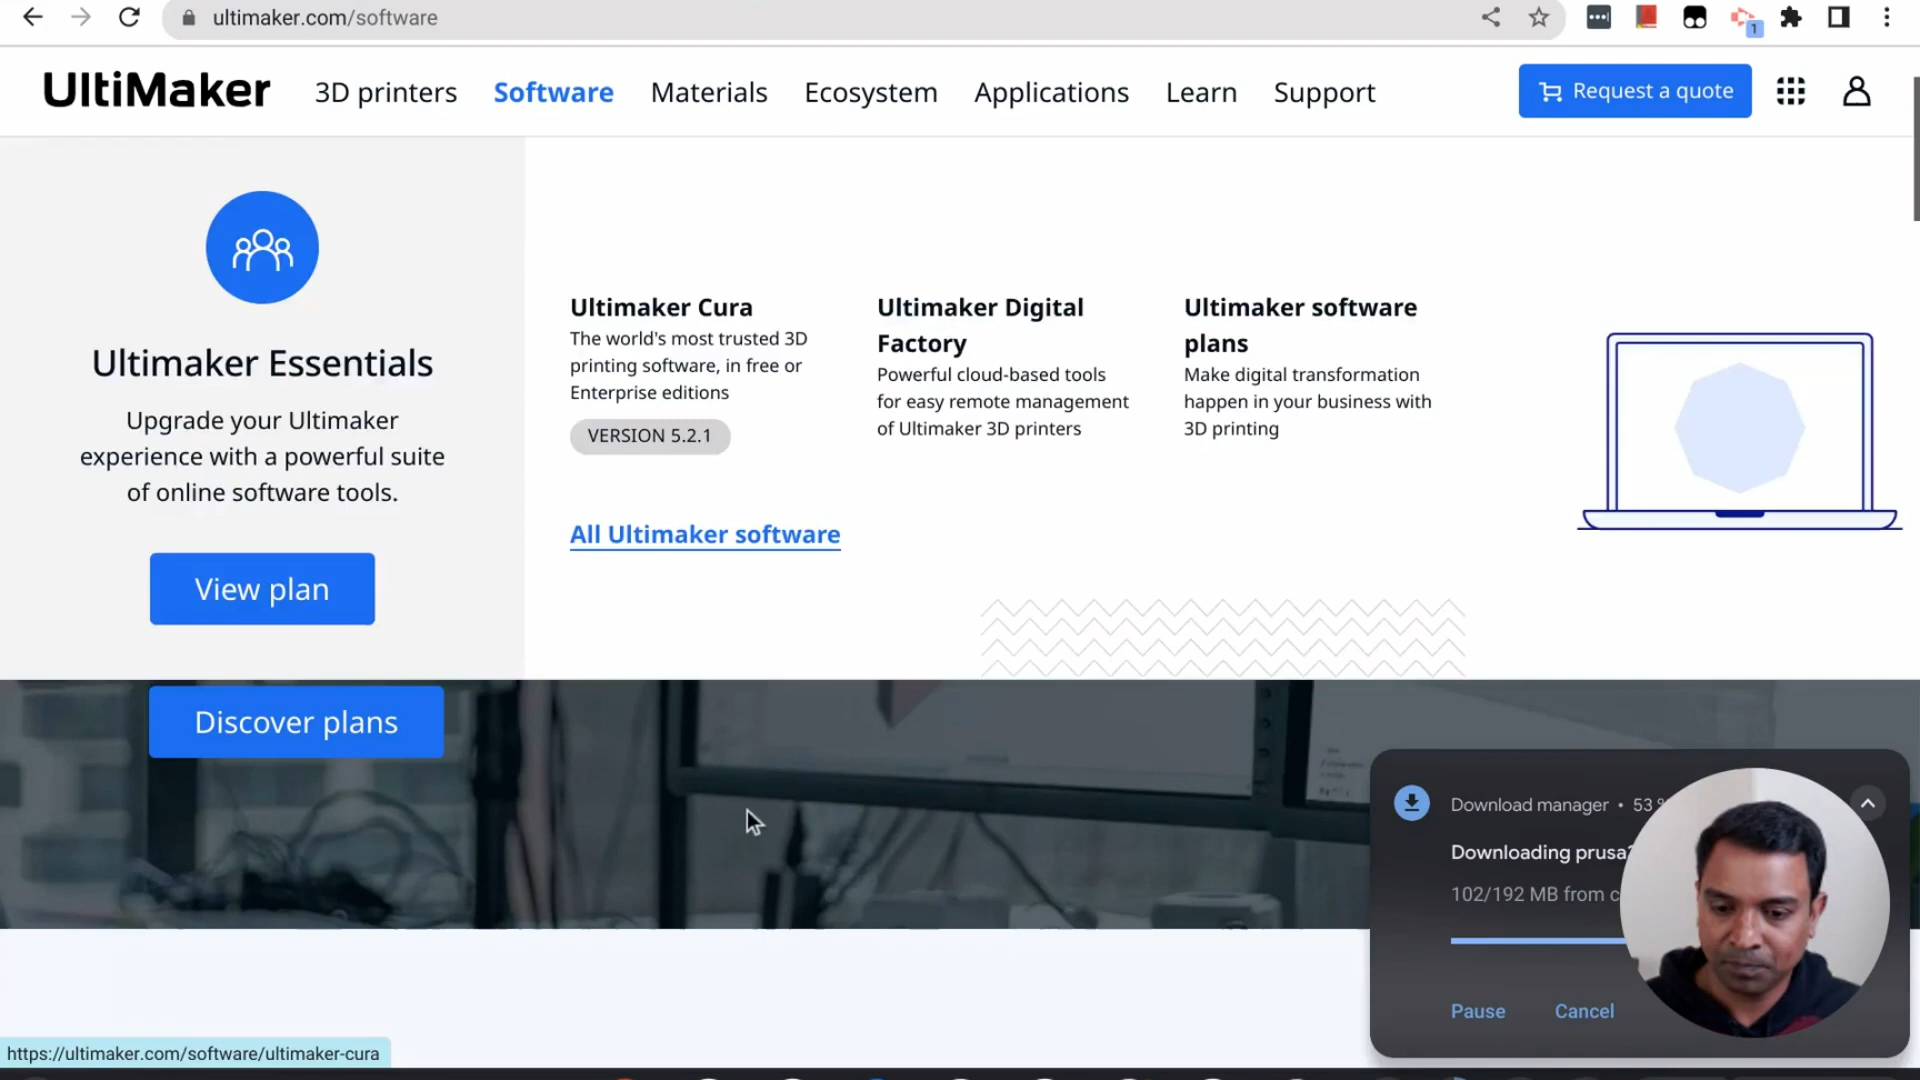 ultimaker.com/software
1
UltiMaker
3D printers
Software
Materials
Ecosystem
Applications
Learn
Support
Request a quote
Ultimaker Essentials
Upgrade your Ultimaker
experience with a powerful suite
of online software tools.
View plan
Ultimaker Cura
The world's most trusted 3D
printing software, in free or
Enterprise editions
VERSION 5.2.1
Ultimaker Digital
Factory
Powerful cloud-based tools
for easy remote management
of Ultimaker 3D printers
Ultimaker software
plans
Make digital transformation
happen in your business with
3D printing
All Ultimaker software
Discover plans
Download manager • 53
Downloading
102/192 MB from
Pause
Cancel
https://ultimaker.com/software/ultimaker-cura